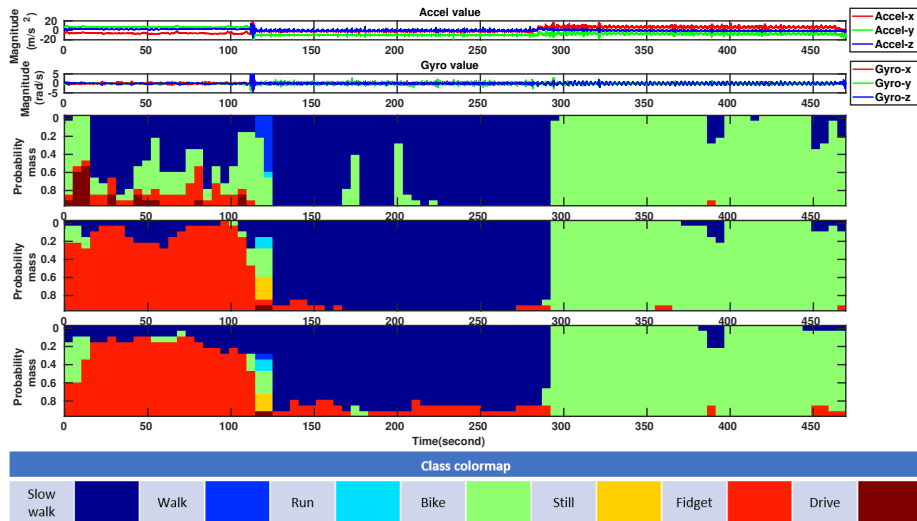 Accel value
Magnitude
(m/s ²)
20
0
-20
0 50 100 150 200 250 300 350 400 450
Accel-x
Accel-y
Accel-z
Gyro value
Magnitude
(rad/s)
5
-5
0 50 100 150 200 250 300 350 400 450
Gyro-x
Gyro-y
Gyro-z
Probability
mass
0
0.2
0.4
0.6
0.8
0 50 100 150 200 250 300 350 400 450
Probability
mass
0
0.2
0.4
0.6
0.8
0 50 100 150 200 250 300 350 400 450
Probability
mass
0
0.2
0.4
0.6
0.8
0 50 100 150 200 250 300 350 400 450
Time(second)
Class colormap
Slow walk
Walk
Run
Bike
Still
Fidget
Drive